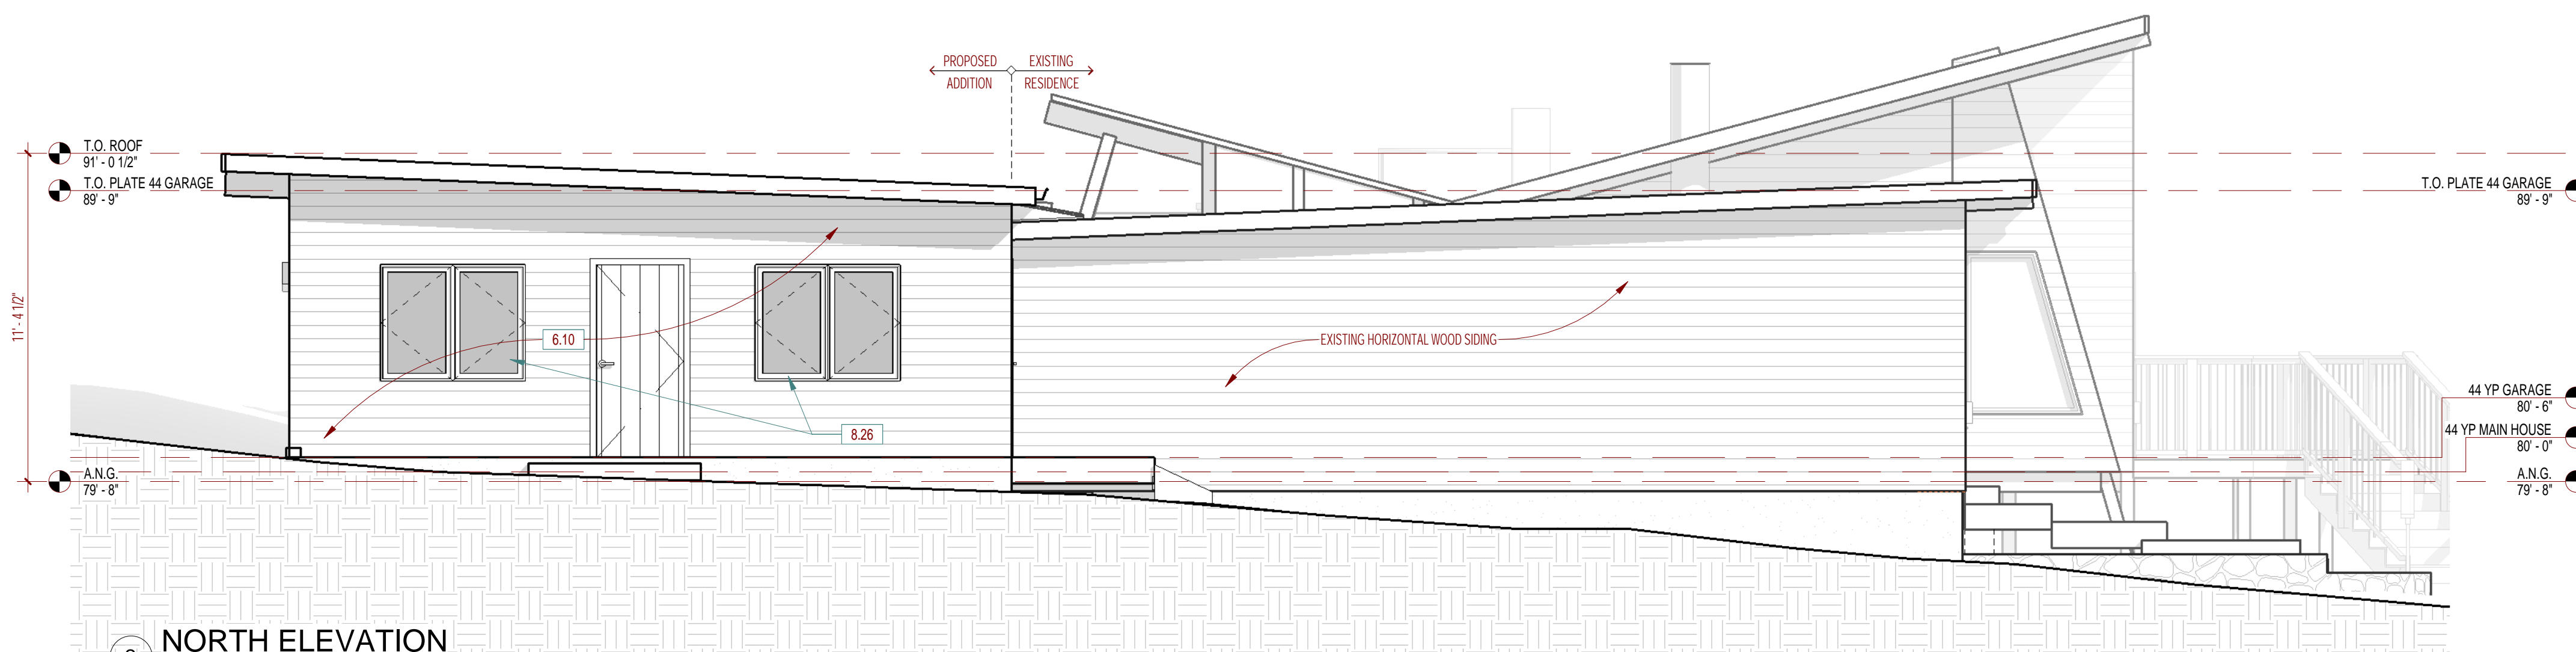 PROPOSED
EXISTING
ADDITION
RESIDENCE
T.O. ROOF
91' - 0 1/2"
T.O. PLATE 44 GARAGE
89' - 9"
T.O. PLATE 44 GARAGE
89' - 9"
11' - 4 1/2"
6.10
EXISTING HORIZONTAL WOOD SIDING
8.26
44 YP GARAGE
80' - 6"
44 YP MAIN HOUSE
80' - 0"
A.N.G.
79' - 8"
A.N.G.
79' - 8"
NORTH ELEVATION